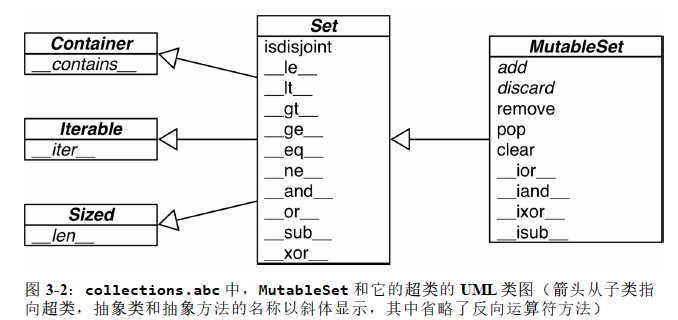 Container
__contains__
Iterable
__iter__
Sized
__len__
Set
isdisjoint
__le__
__lt__
__gt__
__ge__
__eq__
__ne__
__and__
__or__
__sub__
__xor__
MutableSet
add
discard
remove
pop
clear
__ior__
__iand__
__ixor__
__isub__
图 3-2：collections.abc 中，MutableSet 和它的超类的 UML 类图（箭头从子类指
向超类，抽象类和抽象方法的名称以斜体显示，其中省略了反向运算符方法）